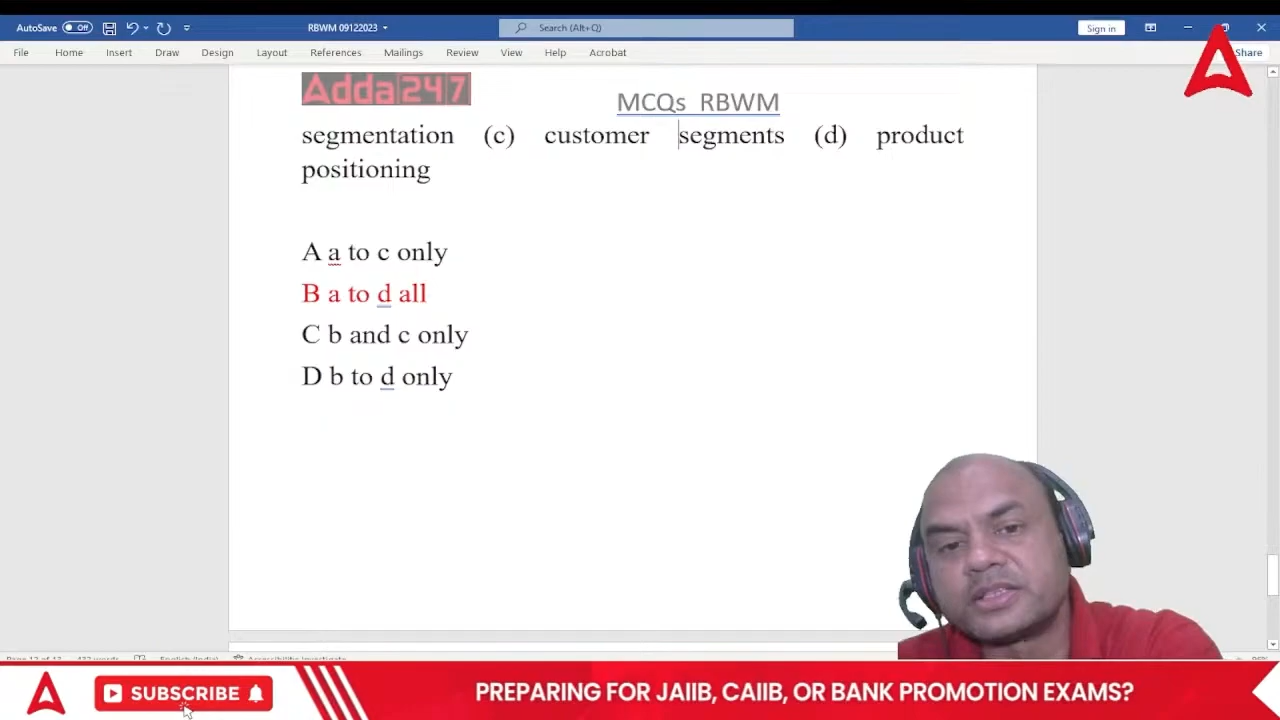 AutoSave Off RBWM 09122023 Search (Alt+Q) Sign in
File Home Insert Draw Design Layout References Mailings Review View Help Acrobat Share
Adda247
MCQs RBWM
segmentation (c) customer segments (d) product
positioning
A a to c only
B a to d all
C b and c only
D b to d only
SUBSCRIBE
PREPARING FOR JAIIB, CAIIB, OR BANK PROMOTION EXAMS?